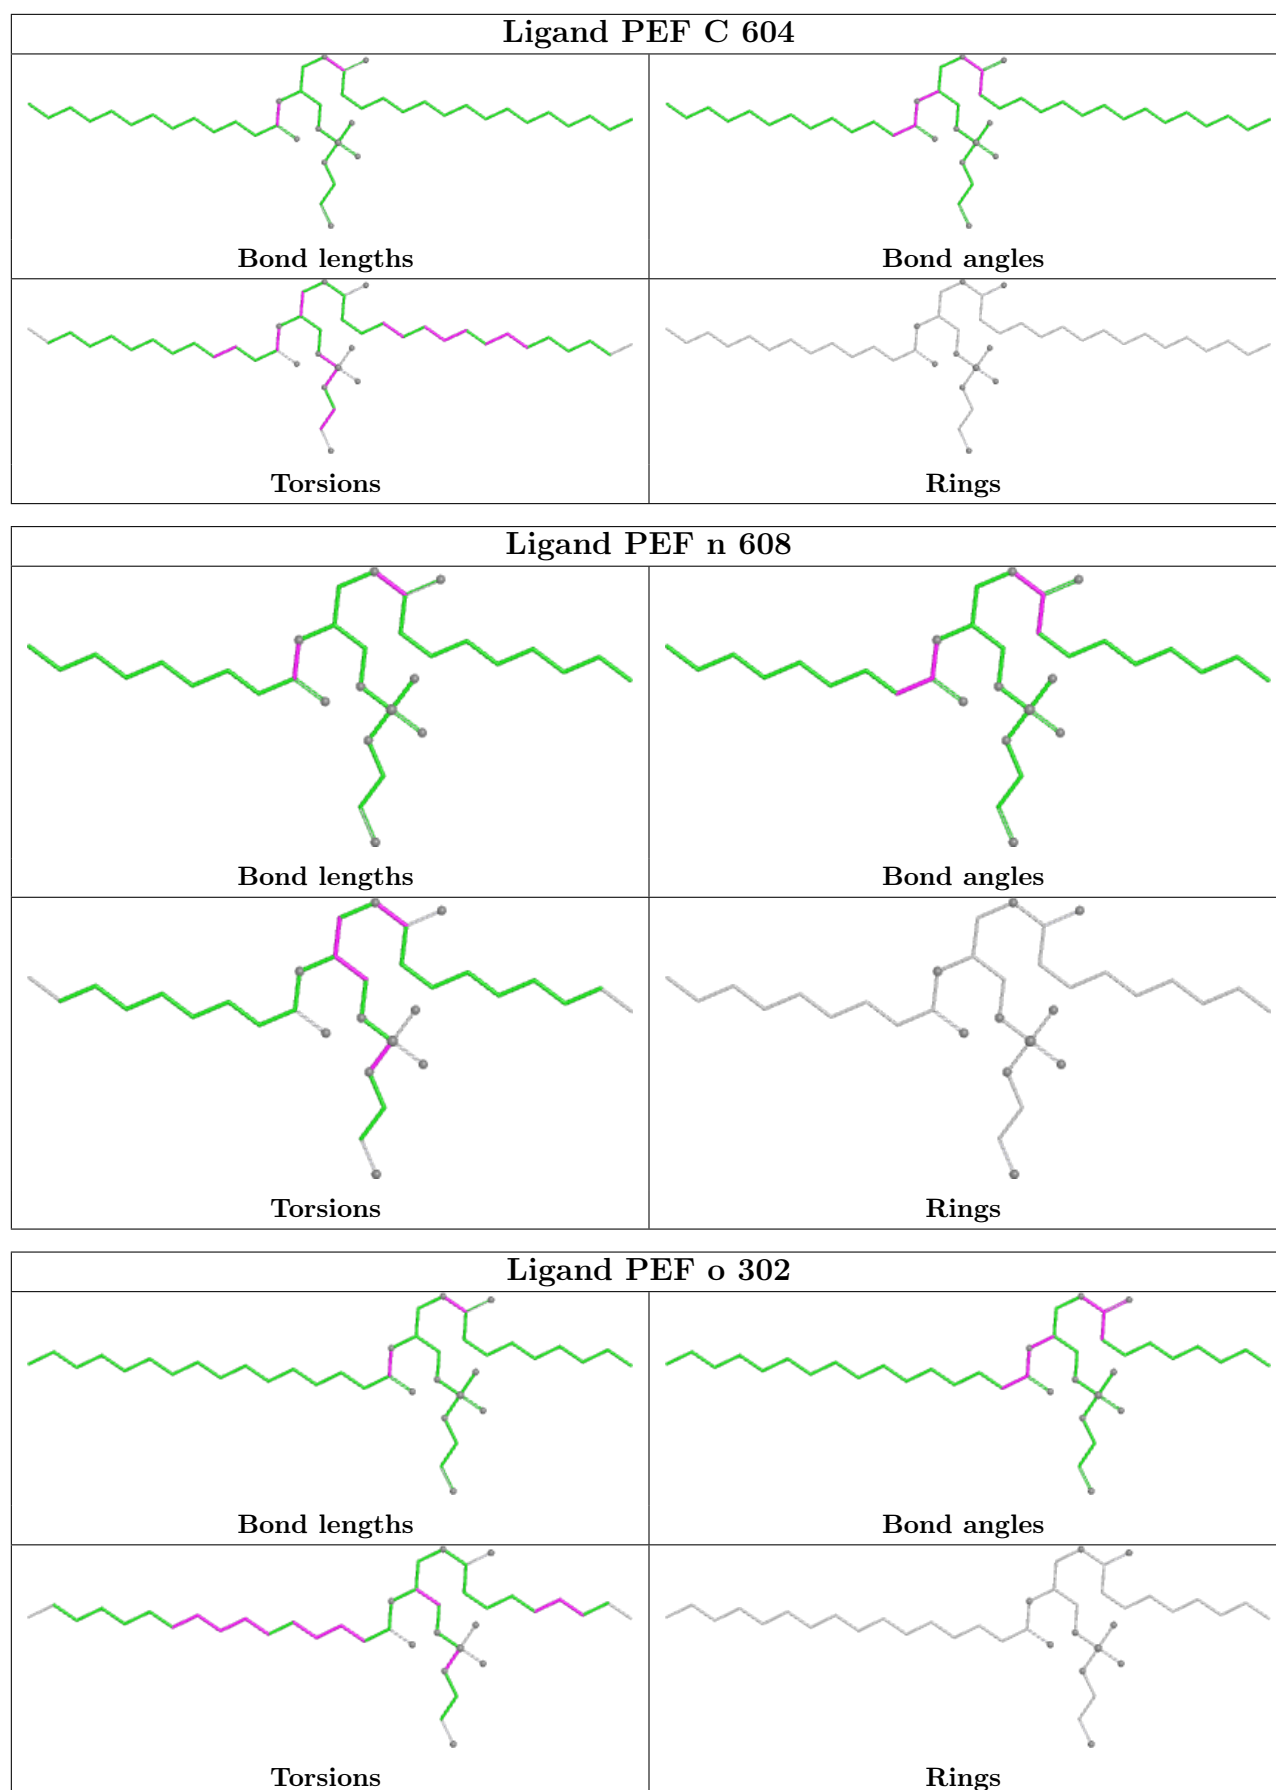 Ligand PEF C 604
Bond lengths
Bond angles
Torsions
Rings
Ligand PEF n 608
Bond lengths
Bond angles
Torsions
Rings
Ligand PEF o 302
Bond lengths
Bond angles
Torsions
Rings